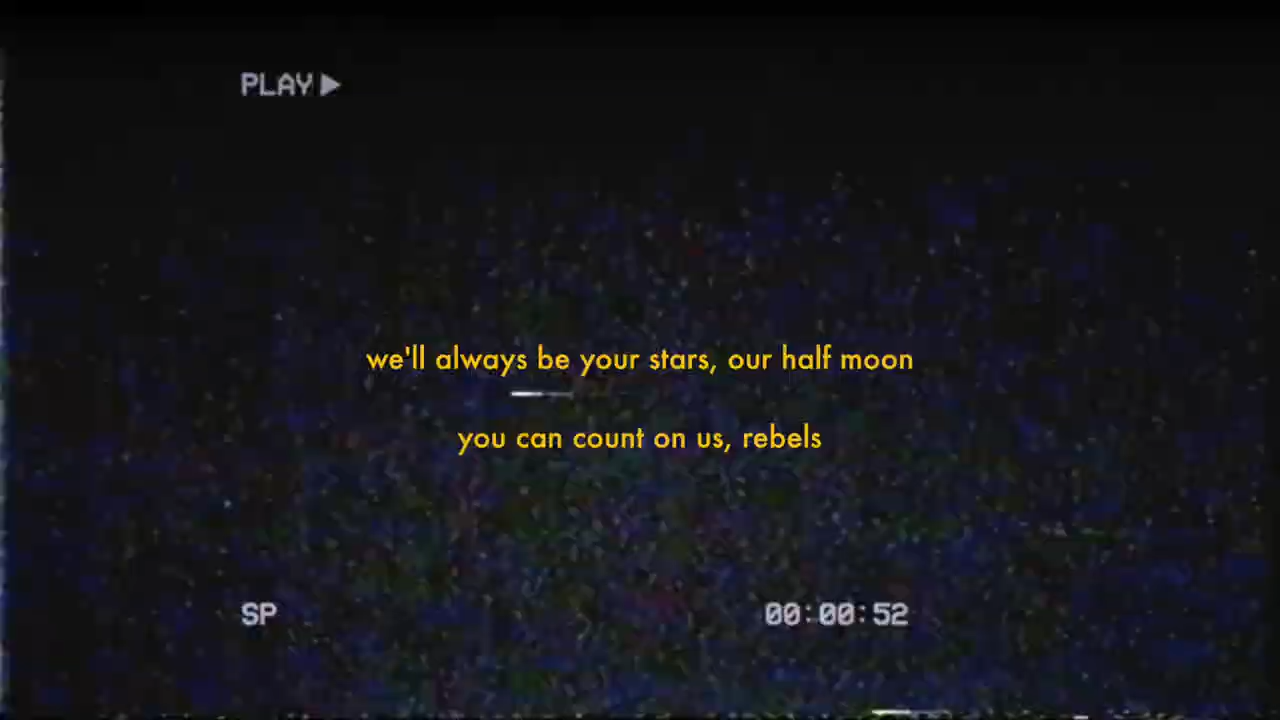 PLAY▶
we'll always be your stars, our half moon
you can count on us, rebels
SP
00:00:52